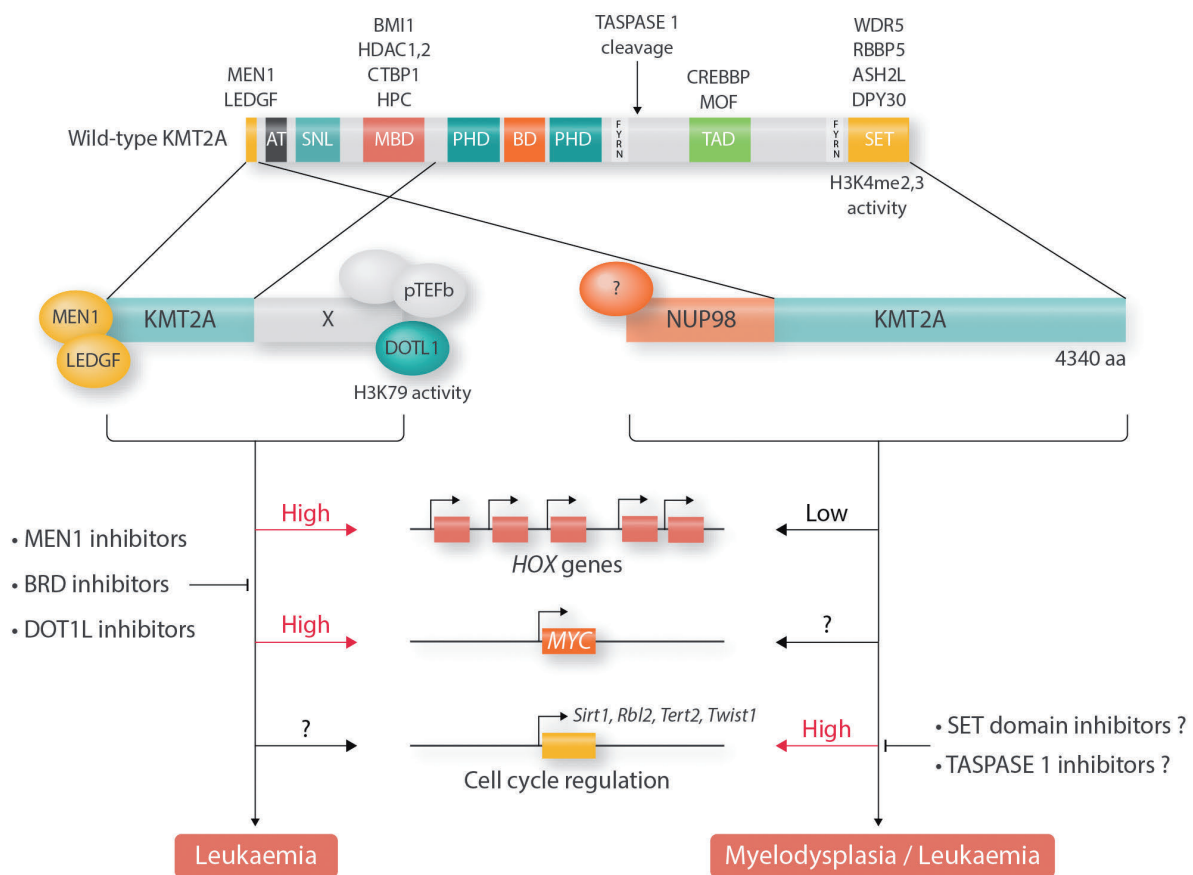 BMI1
HDAC1,2
CTBP1
HPC
TASPASE 1
cleavage
WDR5
RBBP5
ASH2L
DPY30
MEN1
LEDGF
CREBBP
MOF
Wild-type KMT2A
AT
SNL
MBD
PHD
BD
PHD
FYRN
TAD
FYRN
SET
H3K4me2,3
activity
MEN1
LEDGF
KMT2A
X
pTEFb
DOTL1
H3K79 activity
?
NUP98
KMT2A
4340 aa
• MEN1 inhibitors
• BRD inhibitors
• DOT1L inhibitors
High
HOX genes
Low
High
MYC
?
?
Sirt1, Rbl2, Tert2, Twist1
Cell cycle regulation
High
• SET domain inhibitors ?
• TASPASE 1 inhibitors ?
Leukaemia
Myelodysplasia / Leukaemia